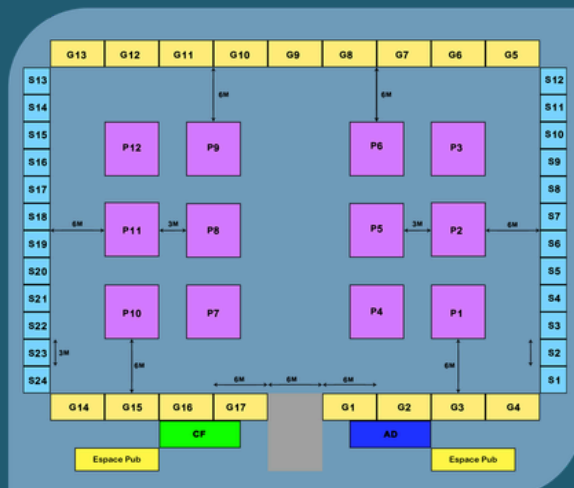 G13 G12 G11 G10 G9 G8 G7 G6 G5
S13 S12
S14 6M 6M S11
S15 P12 P9 P6 P3 S10
S16 S9
S17 S8
S18 6M P11 3M P8 P5 3M P2 6M S7
S19 S6
S20 S5
S21 P10 P7 P4 P1 S4
S22 S3
S23 3M 6M 6M S2
S24 6M 6M 6M S1
G14 G15 G16 G17 G1 G2 G3 G4
CF AD
Espace Pub Espace Pub